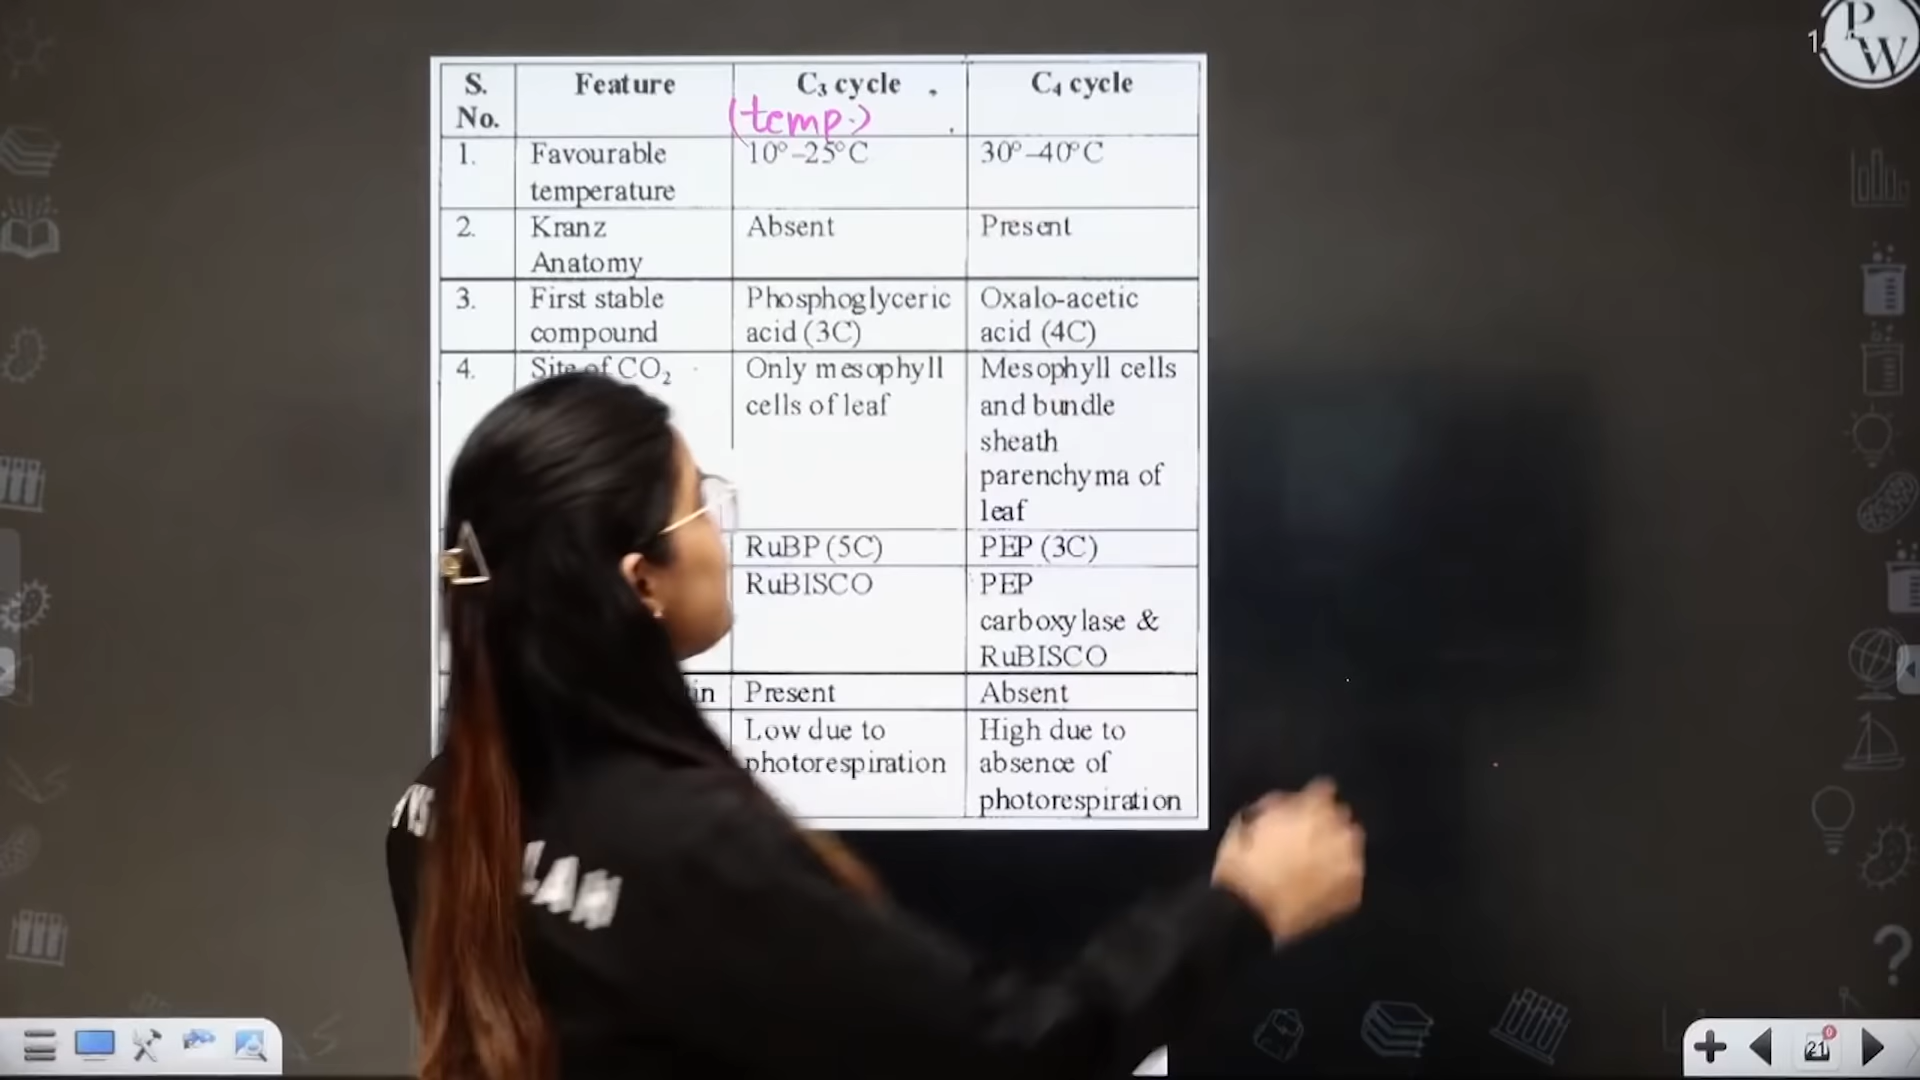 PW
S. No.
Feature
C₃ cycle
C₄ cycle
(temp.)
1.
Favourable temperature
10°–25°C
30°–40°C
2.
Kranz Anatomy
Absent
Present
3.
First stable compound
Phosphoglyceric acid (3C)
Oxalo-acetic acid (4C)
4.
Site of CO₂
Only mesophyll cells of leaf
Mesophyll cells and bundle sheath parenchyma of leaf
RuBP (5C)
PEP (3C)
RuBISCO
PEP carboxylase & RuBISCO
in
Present
Absent
Low due to photorespiration
High due to absence of photorespiration
21